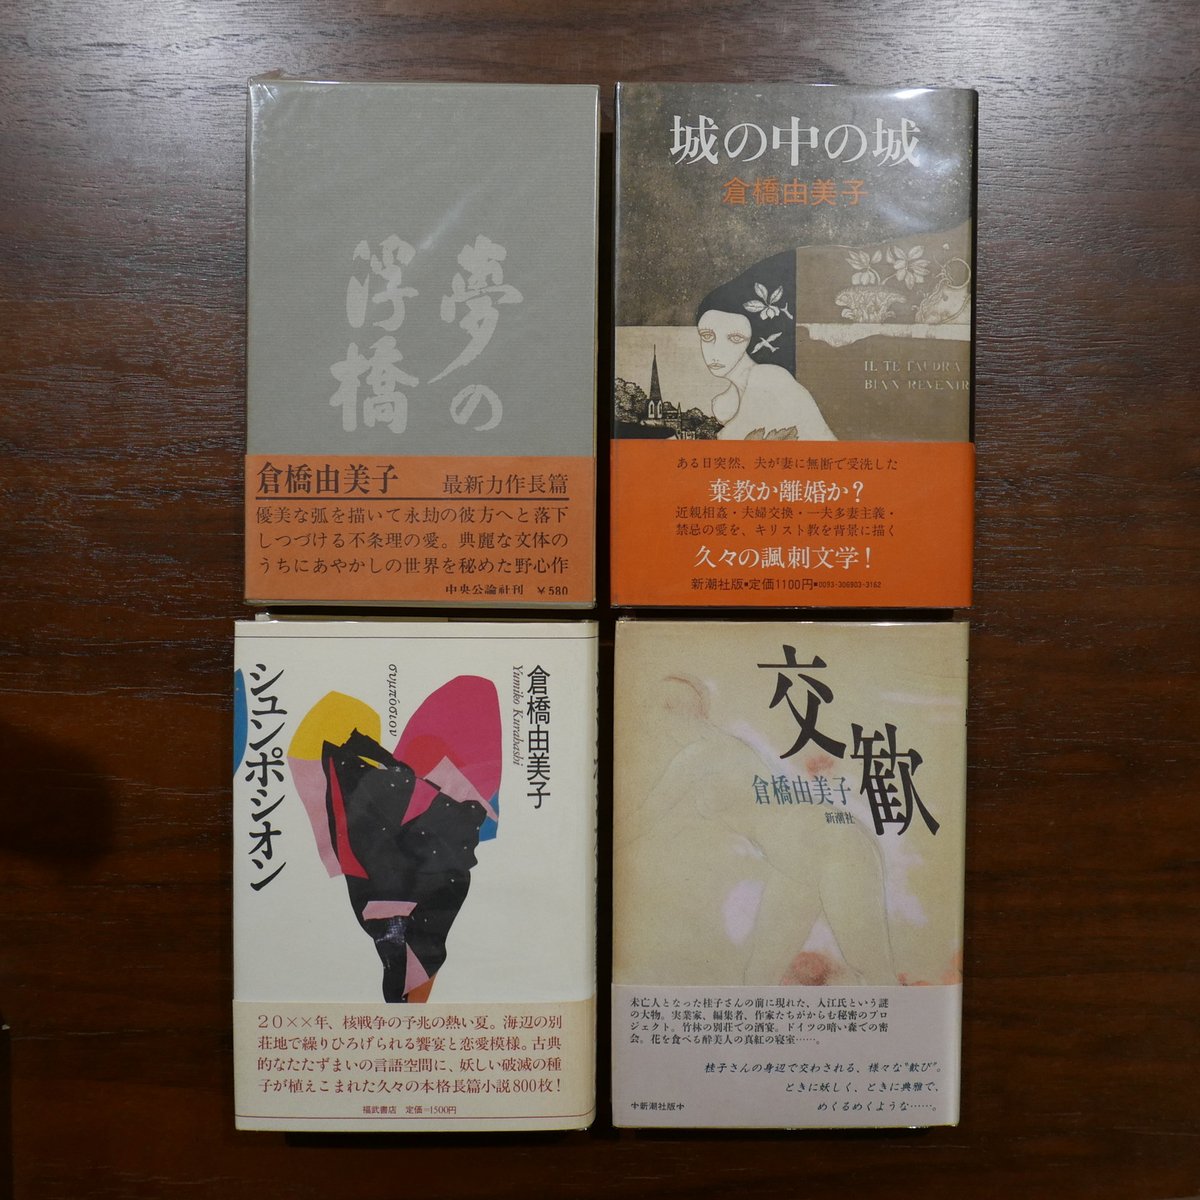 夢の
浮橋
倉橋由美子 最新力作長篇
優美な弧を描いて永劫の彼方へと落下
しつづける不条理の愛。典麗な文体の
うちにあやかしの世界を秘めた野心作
中央公論社刊 ￥580
城の中の城
倉橋由美子
IL TE FAUDRA
BIAN REVENIR
ある日突然、夫が妻に無断で受洗した
棄教か離婚か？
近親相姦・夫婦交換・一夫多妻主義・
禁忌の愛を、キリスト教を背景に描く
久々の諷刺文学！
新潮社版■定価1100円■0093-306903-3162
倉橋由美子
Yumiko Kurahashi
συμπόσιον
シュンポシオン
20××年、核戦争の予兆の熱い夏。海辺の別
荘地で繰りひろげられる饗宴と恋愛模様。古典
的なたたずまいの言語空間に、妖しい破滅の種
子が植えこまれた久々の本格長篇小説800枚！
福武書店 定価=1500円
交歓
倉橋由美子
新潮社
未亡人となった桂子さんの前に現れた、入江氏という謎
の大物。実業家、編集者、作家たちがからむ秘密のプロ
ジェクト。竹林の別荘での酒宴。ドイツの暗い森での密
会。花を食べる酔美人の真紅の寝室……。
桂子さんの身辺で交わされる、様々な"歓び"。
ときに妖しく、ときに典雅で、
めくるめくような……。
✢新潮社版✢